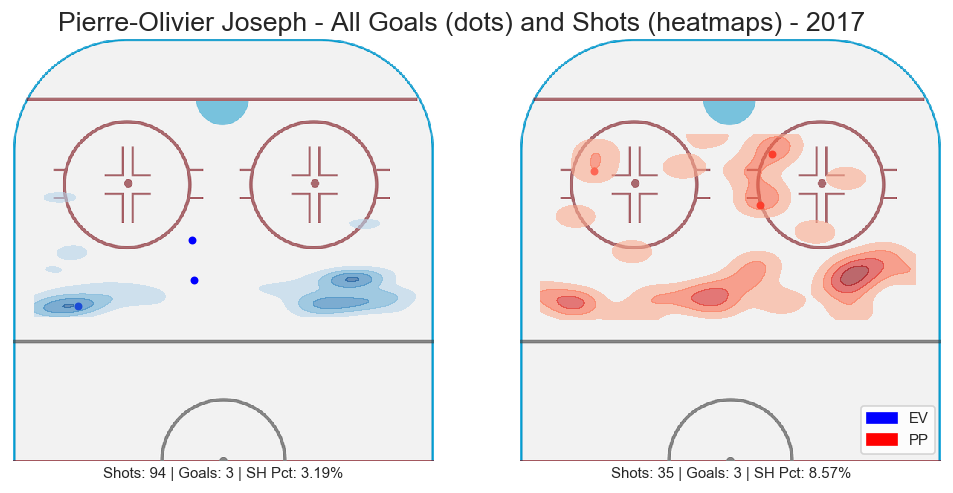 Pierre-Olivier Joseph - All Goals (dots) and Shots (heatmaps) - 2017
EV
PP
Shots: 94 | Goals: 3 | SH Pct: 3.19%
Shots: 35 | Goals: 3 | SH Pct: 8.57%